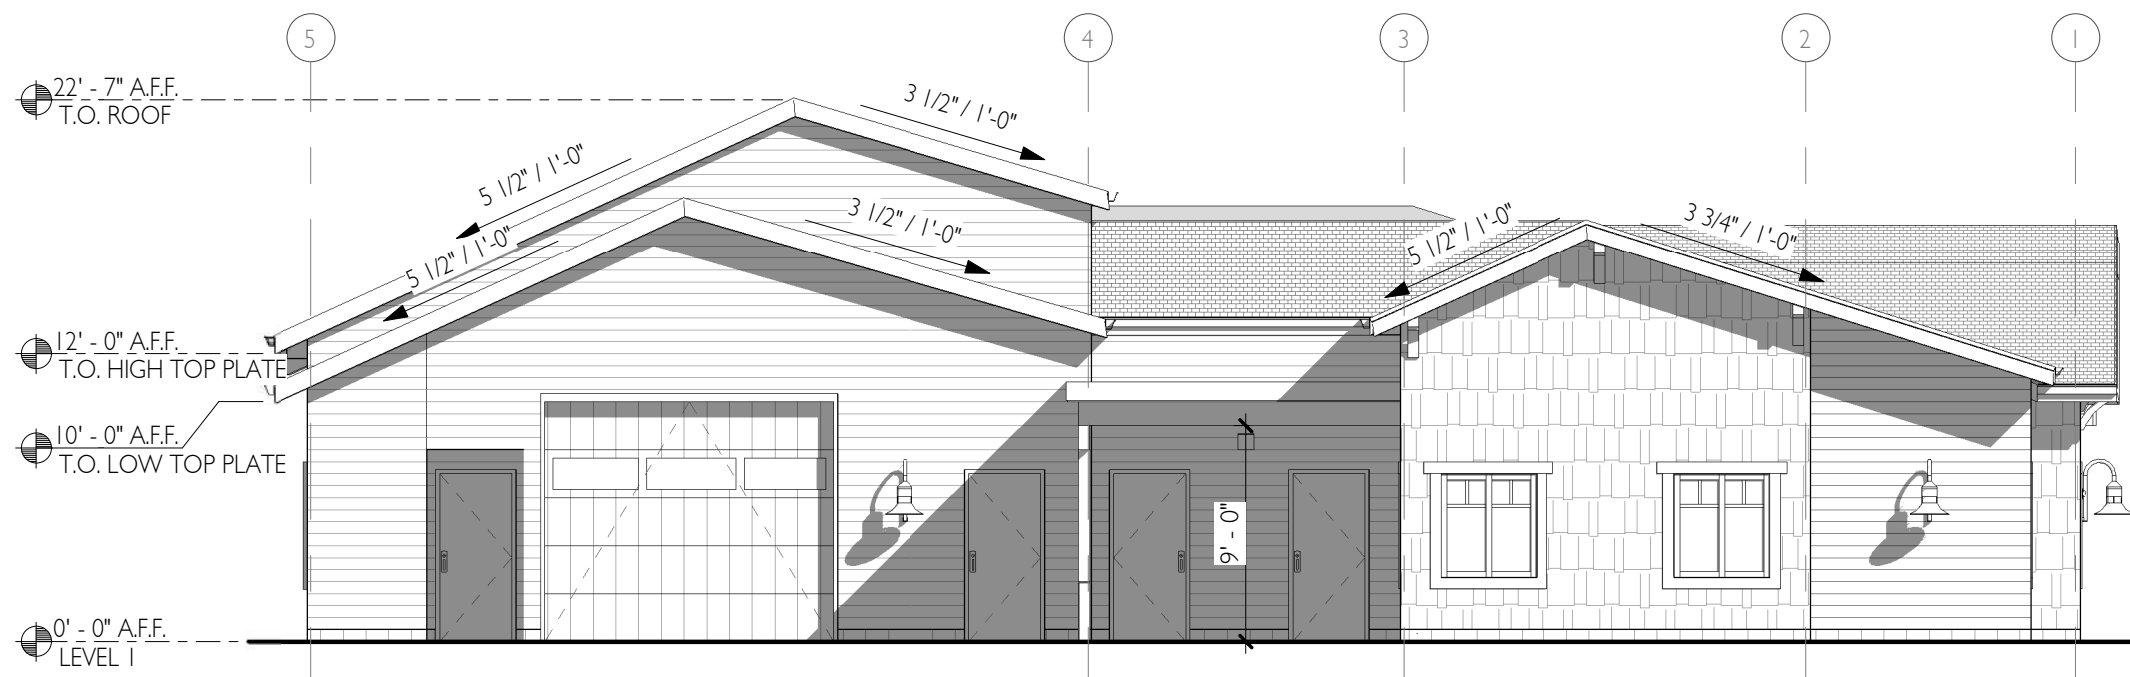 5
4
3
2
1
22' - 7" A.F.F.
T.O. ROOF
3 1/2" / 1'-0"
5 1/2" / 1'-0"
3 1/2" / 1'-0"
5 1/2" / 1'-0"
5 1/2" / 1'-0"
3 3/4" / 1'-0"
12' - 0" A.F.F.
T.O. HIGH TOP PLATE
10' - 0" A.F.F.
T.O. LOW TOP PLATE
9' - 0"
0' - 0" A.F.F.
LEVEL 1